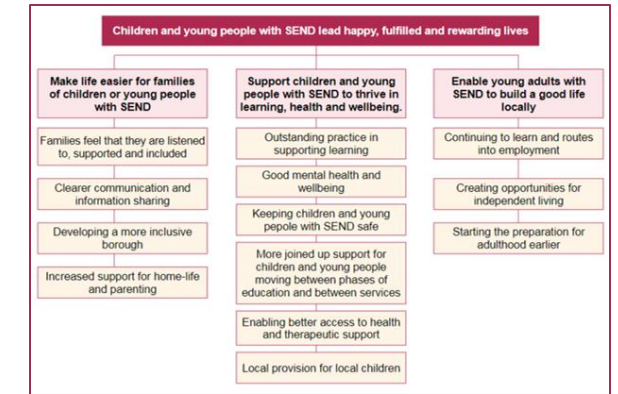 Children and young people with SEND lead happy, fulfilled and rewarding lives
Make life easier for families
of children or young people
with SEND
Families feel that they are listened
to, supported and included
Clearer communication and
information sharing
Developing a more inclusive
borough
Increased support for home-life
and parenting
Support children and young
people with SEND to thrive in
learning, health and wellbeing.
Outstanding practice in
supporting learning
Good mental health and
wellbeing
Keeping children and young
pepole with SEND safe
More joined up support for
children and young people
moving between phases of
education and between services
Enabling better access to health
and therapeutic support
Local provision for local children
Enable young adults with
SEND to build a good life
locally
Continuing to learn and routes
into employment
Creating opportunities for
independent living
Starting the preparation for
adulthood earlier